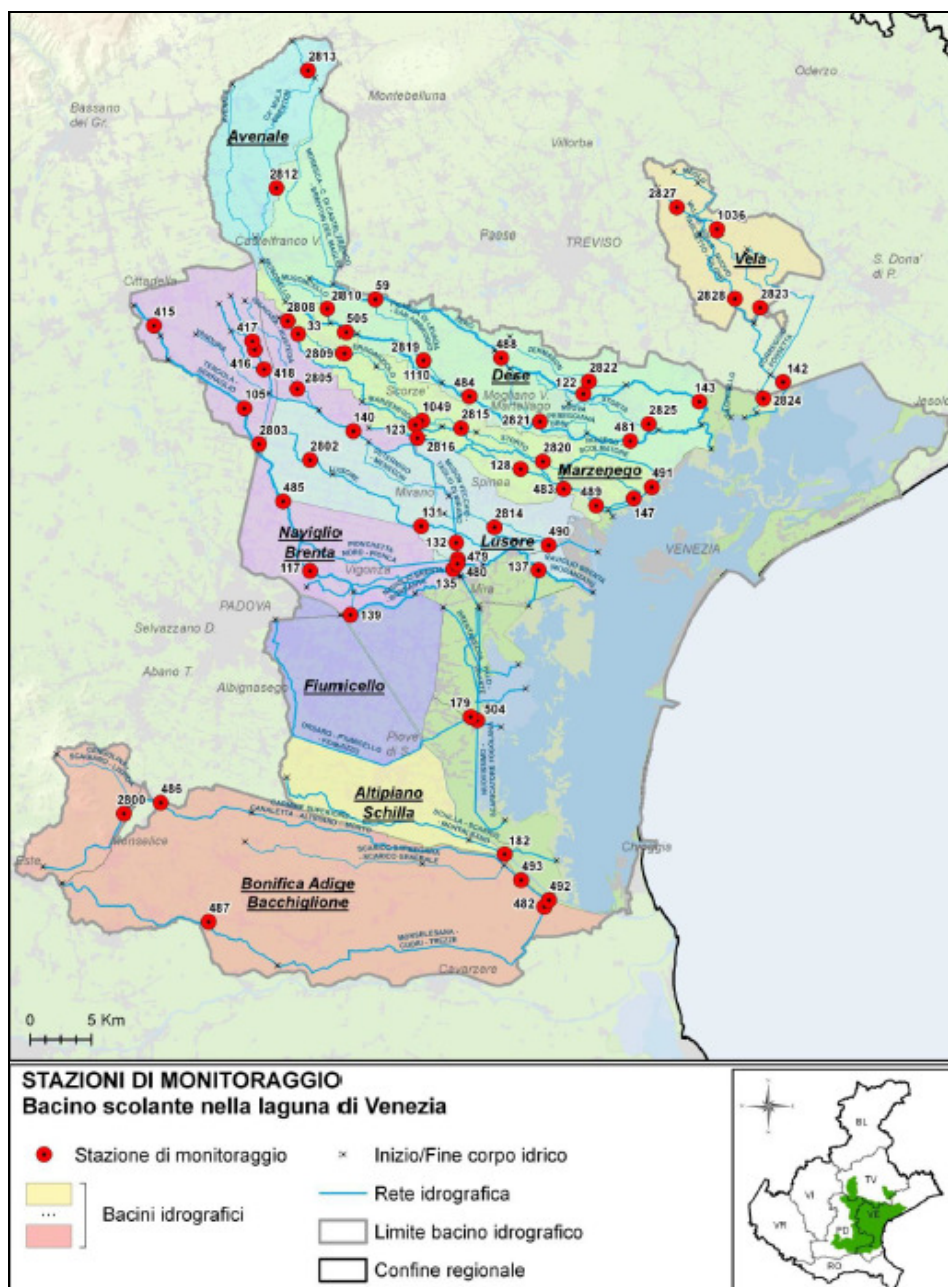 2813
Oderzo
Montebelluna
Bassano
del Gr.
Avenale
Villorba
2812
2827
1036
Castelfranco V.
Paese
TREVISO
Vela
S. Dona'
di P.
Cittadella
59
2828
2823
2810
2808
415
33
505
417
2809
2819
488
416
1110
Dese
2822
142
418
2805
Scorze'
122
143
484
Mogliano V.
2824
Jesolo
105
Martellago
140
1049
2815
2821
2825
123
481
2803
2816
2820
2802
128
Marzenego
Spinea
491
483
489
147
485
Mirano
131
2814
Naviglio
Brenta
132
Lusore
490
VENEZIA
479
117
Vigonza
480
137
135
Mira
PADOVA
139
Selvazzano D.
Abano T.
Albignasego
Fiumicello
179
504
Piove
di S.
Altipiano
Schilla
2800
486
182
Monselice
Chioggia
Este
493
Bonifica Adige
Bacchiglione
492
482
487
Cavarzere
0 5 Km
STAZIONI DI MONITORAGGIO
Bacino scolante nella laguna di Venezia
Stazione di monitoraggio
Inizio/Fine corpo idrico
Rete idrografica
...
Bacini idrografici
Limite bacino idrografico
Confine regionale
BL
TV
VI
VE
VR
PD
RO